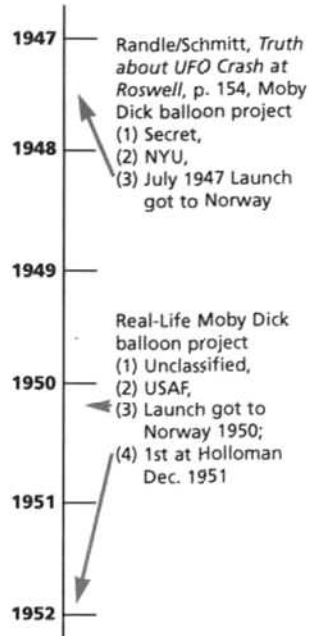 1947
Randle/Schmitt, Truth
about UFO Crash at
Roswell, p. 154, Moby
Dick balloon project
(1) Secret,
(2) NYU,
1948
(3) July 1947 Launch
got to Norway
1949
Real-Life Moby Dick
balloon project
(1) Unclassified,
1950
(2) USAF,
(3) Launch got to
Norway 1950;
(4) 1st at Holloman
Dec. 1951
1951
1952